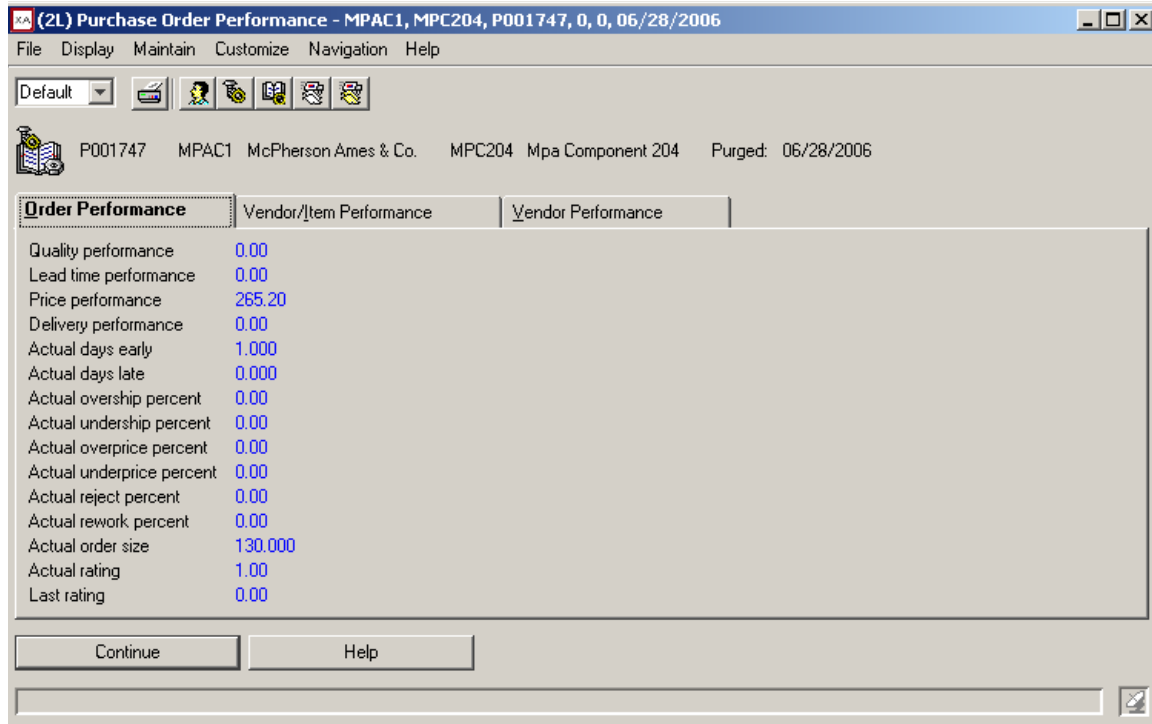 XA (2L) Purchase Order Performance - MPAC1, MPC204, P001747, 0, 0, 06/28/2006
File Display Maintain Customize Navigation Help
Default
P001747 MPAC1 McPherson Ames & Co. MPC204 Mpa Component 204 Purged: 06/28/2006
Order Performance Vendor/Item Performance Vendor Performance
Quality performance 0.00
Lead time performance 0.00
Price performance 265.20
Delivery performance 0.00
Actual days early 1.000
Actual days late 0.000
Actual overship percent 0.00
Actual undership percent 0.00
Actual overprice percent 0.00
Actual underprice percent 0.00
Actual reject percent 0.00
Actual rework percent 0.00
Actual order size 130.000
Actual rating 1.00
Last rating 0.00
Continue Help